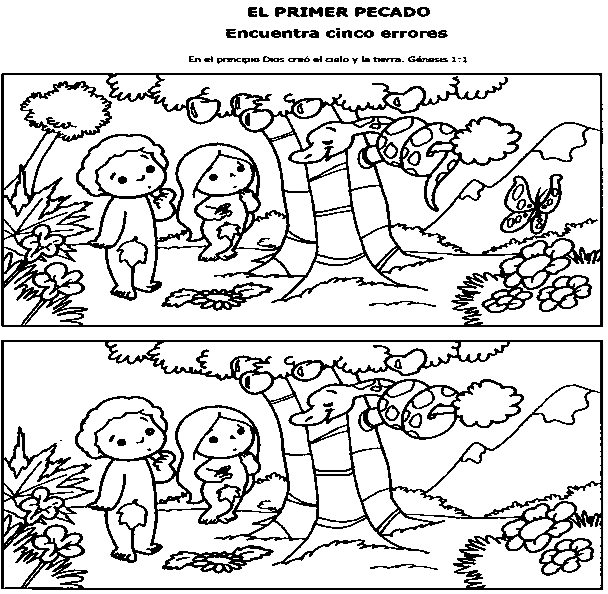 EL PRIMER PECADO
Encuentra cinco errores
En el principio Dios creó el cielo y la tierra. Génesis 1:1